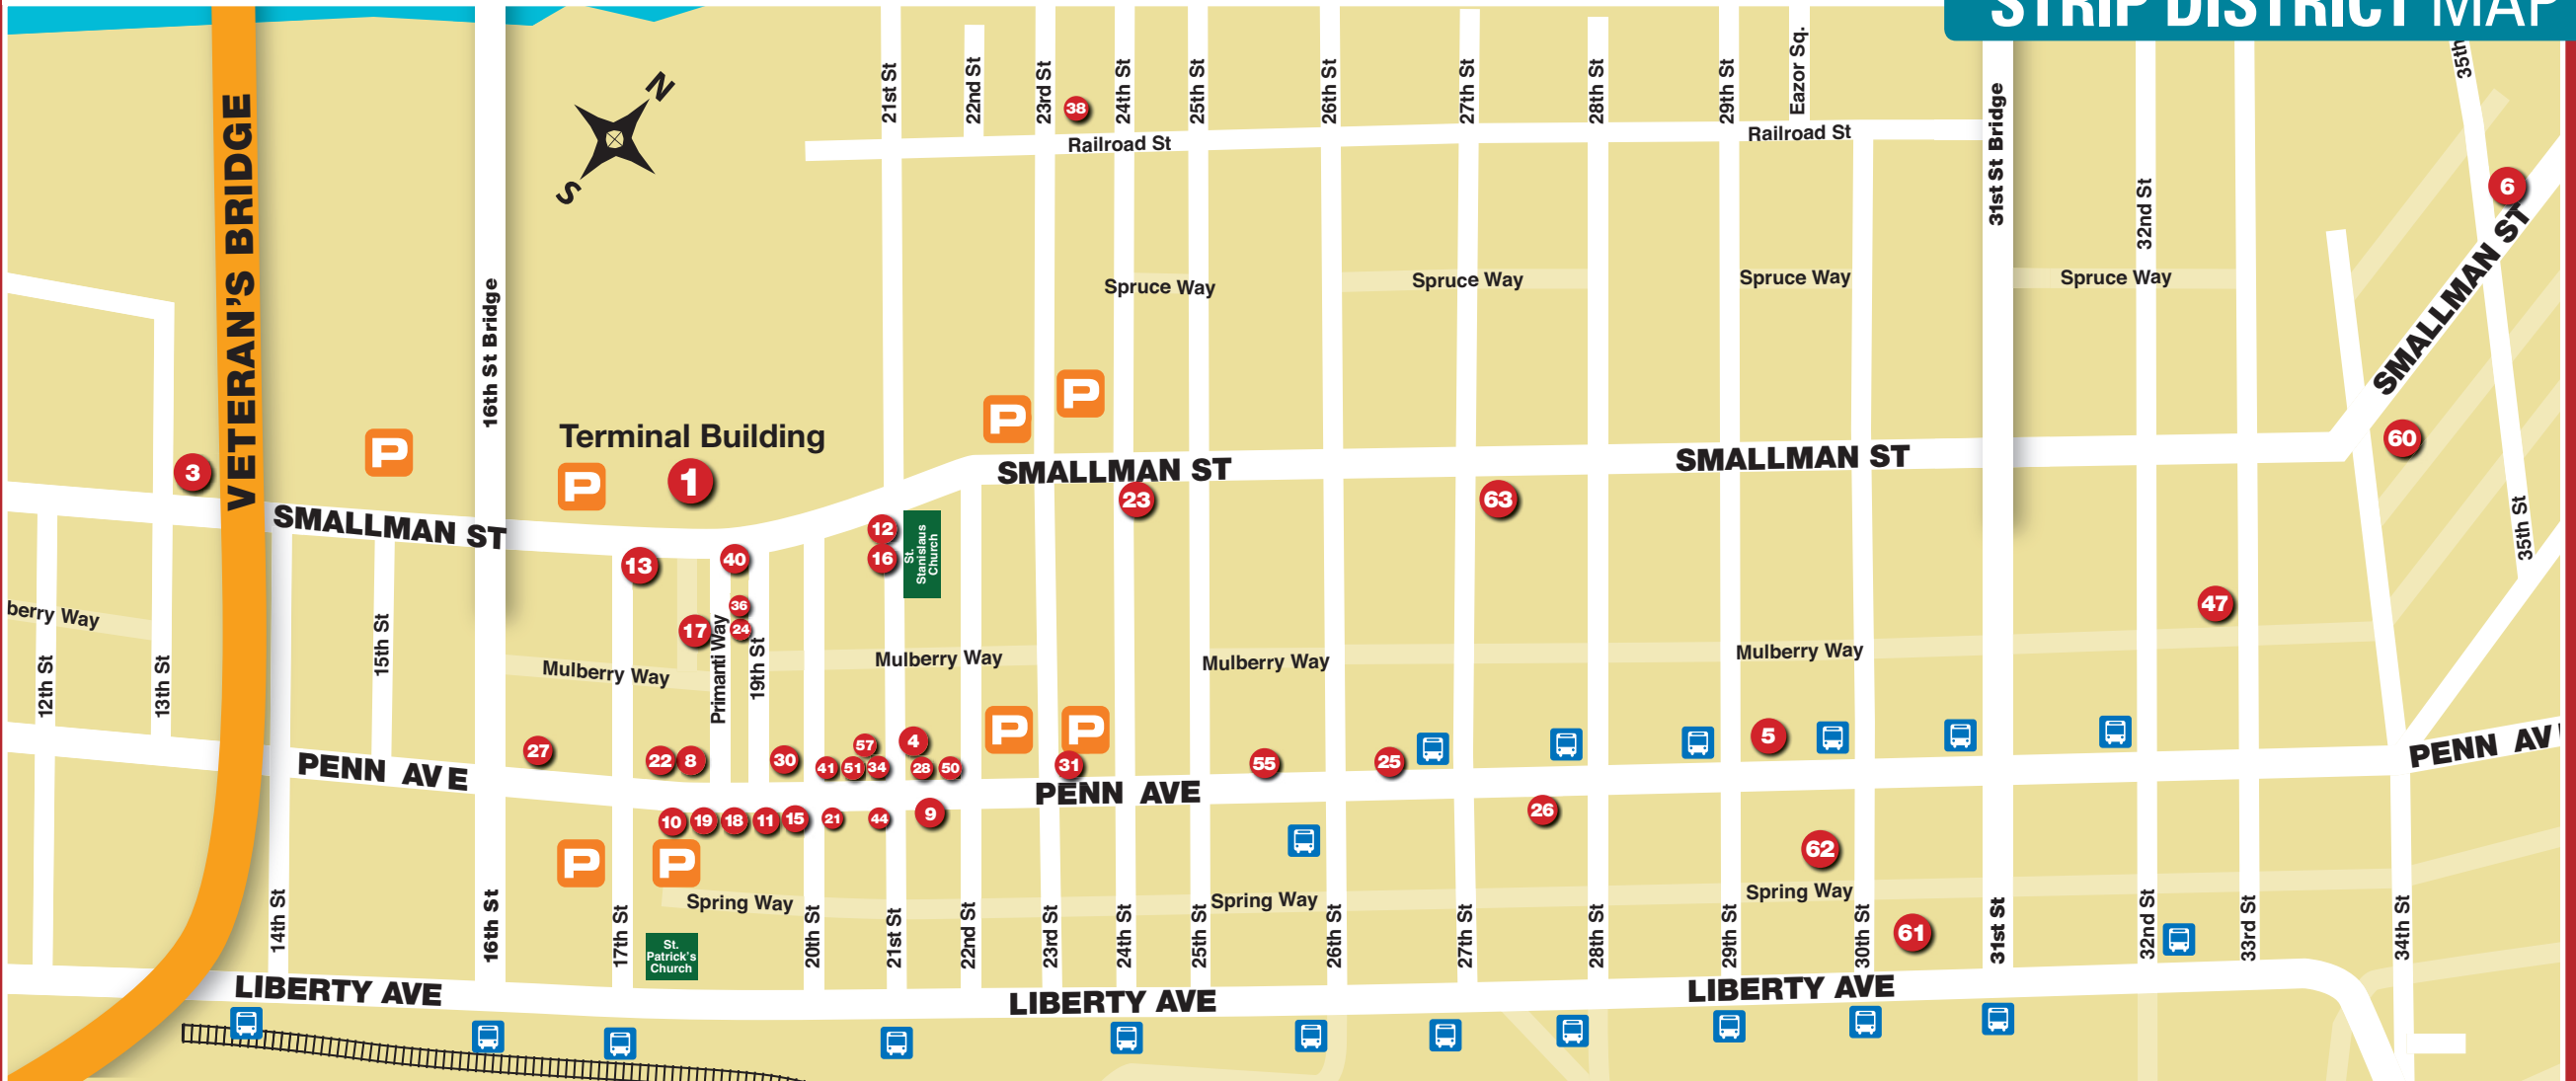 STRIP DISTRICT MAP
VETERAN'S BRIDGE
16th St Bridge
N
S
21st St
22nd St
23rd St
24th St
25th St
26th St
27th St
28th St
29th St
Eazor Sq.
31st St Bridge
32nd St
35th
38
Railroad St
Railroad St
6
Spruce Way
Spruce Way
Spruce Way
Spruce Way
SMALLMAN ST
P
P
P
P
Terminal Building
1
3
SMALLMAN ST
SMALLMAN ST
SMALLMAN ST
60
23
63
12
16
St.
Stanislaus
Church
13
40
36
24
17
47
35th St
berry Way
12th St
13th St
15th St
Mulberry Way
Primanti Way
19th St
Mulberry Way
Mulberry Way
Mulberry Way
P
P
27
22
8
30
41
57
51
34
4
28
50
31
55
25
5
PENN AVE
PENN AVE
PENN AV
10
19
18
11
15
21
44
9
26
62
P
P
Spring Way
Spring Way
Spring Way
14th St
16th St
17th St
St.
Patrick's
Church
20th St
21st St
22nd St
23rd St
24th St
25th St
26th St
27th St
28th St
29th St
30th St
61
31st St
32nd St
33rd St
34th St
LIBERTY AVE
LIBERTY AVE
LIBERTY AVE